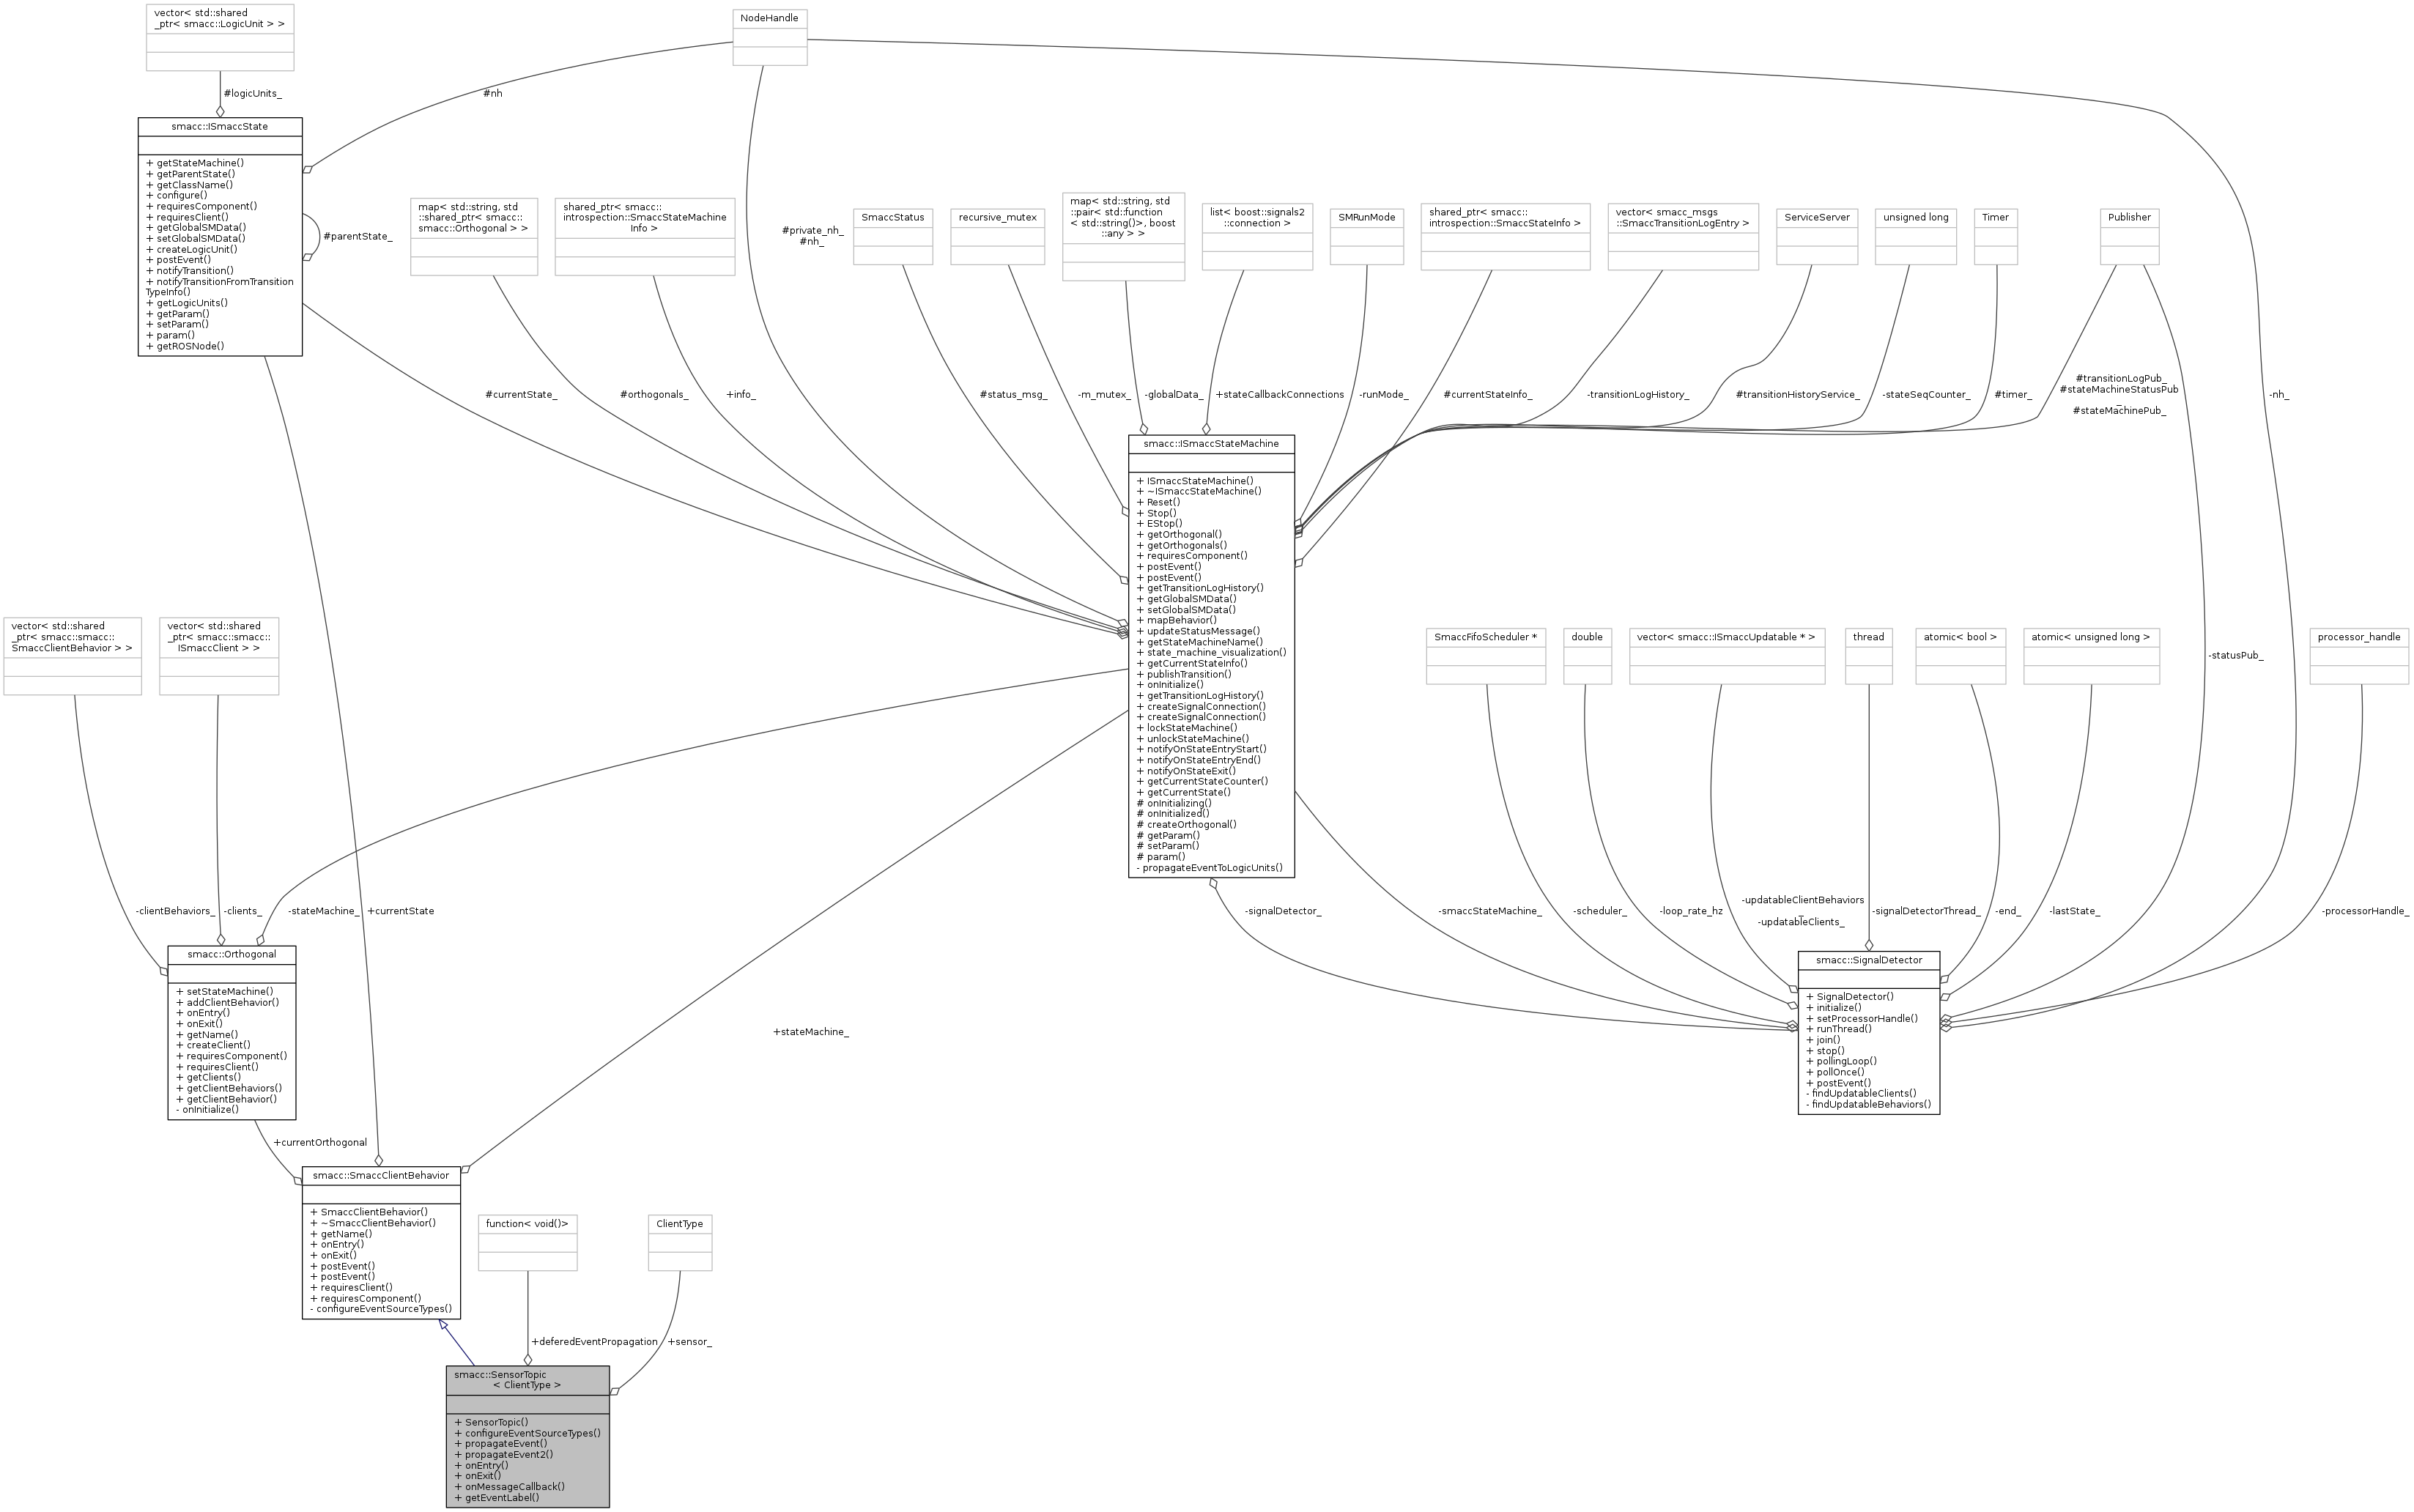 vector< std::shared
_ptr< smacc::LogicUnit > >
NodeHandle
#logicUnits_
#nh
smacc::ISmaccState
+ getStateMachine()
+ getParentState()
+ getClassName()
+ configure()
+ requiresComponent()
+ requiresClient()
+ getGlobalSMData()
+ setGlobalSMData()
+ createLogicUnit()
+ postEvent()
+ notifyTransition()
+ notifyTransitionFromTransition
TypeInfo()
+ getLogicUnits()
+ getParam()
+ setParam()
+ param()
+ getROSNode()
#parentState_
map< std::string, std
::shared_ptr< smacc::
smacc::Orthogonal > >
shared_ptr< smacc::
introspection::SmaccStateMachine
Info >
#private_nh_
#nh_
SmaccStatus
recursive_mutex
map< std::string, std
::pair< std::function
< std::string()>, boost
::any > >
list< boost::signals2
::connection >
SMRunMode
shared_ptr< smacc::
introspection::SmaccStateInfo >
vector< smacc_msgs
::SmaccTransitionLogEntry >
ServiceServer
unsigned long
Timer
Publisher
#currentState_
#orthogonals_
+info_
#status_msg_
-m_mutex_
-globalData_
+stateCallbackConnections
-runMode_
#currentStateInfo_
-transitionLogHistory_
#transitionHistoryService_
-stateSeqCounter_
#timer_
#transitionLogPub_
#stateMachineStatusPub
_
#stateMachinePub_
-nh_
smacc::ISmaccStateMachine
+ ISmaccStateMachine()
+ ~ISmaccStateMachine()
+ Reset()
+ Stop()
+ EStop()
+ getOrthogonal()
+ getOrthogonals()
+ requiresComponent()
+ postEvent()
+ postEvent()
+ getTransitionLogHistory()
+ getGlobalSMData()
+ setGlobalSMData()
+ mapBehavior()
+ updateStatusMessage()
+ getStateMachineName()
+ state_machine_visualization()
+ getCurrentStateInfo()
+ publishTransition()
+ onInitialize()
+ getTransitionLogHistory()
+ createSignalConnection()
+ createSignalConnection()
+ lockStateMachine()
+ unlockStateMachine()
+ notifyOnStateEntryStart()
+ notifyOnStateEntryEnd()
+ notifyOnStateExit()
+ getCurrentStateCounter()
+ getCurrentState()
# onInitializing()
# onInitialized()
# createOrthogonal()
# getParam()
# setParam()
# param()
- propagateEventToLogicUnits()
vector< std::shared
_ptr< smacc::smacc::
SmaccClientBehavior > >
vector< std::shared
_ptr< smacc::smacc::
ISmaccClient > >
SmaccFifoScheduler *
double
vector< smacc::ISmaccUpdatable * >
thread
atomic< bool >
atomic< unsigned long >
-statusPub_
processor_handle
-clientBehaviors_
-clients_
-stateMachine_
+currentState
-signalDetector_
-smaccStateMachine_
-scheduler_
-loop_rate_hz
-updatableClientBehaviors
_
-updatableClients_
-signalDetectorThread_
-end_
-lastState_
-processorHandle_
smacc::Orthogonal
+ setStateMachine()
+ addClientBehavior()
+ onEntry()
+ onExit()
+ getName()
+ createClient()
+ requiresComponent()
+ requiresClient()
+ getClients()
+ getClientBehaviors()
+ getClientBehavior()
- onInitialize()
smacc::SignalDetector
+ SignalDetector()
+ initialize()
+ setProcessorHandle()
+ runThread()
+ join()
+ stop()
+ pollingLoop()
+ pollOnce()
+ postEvent()
- findUpdatableClients()
- findUpdatableBehaviors()
+stateMachine_
+currentOrthogonal
smacc::SmaccClientBehavior
+ SmaccClientBehavior()
+ ~SmaccClientBehavior()
+ getName()
+ onEntry()
+ onExit()
+ postEvent()
+ postEvent()
+ requiresClient()
+ requiresComponent()
- configureEventSourceTypes()
function< void()>
ClientType
+deferedEventPropagation
+sensor_
smacc::SensorTopic
< ClientType >
+ SensorTopic()
+ configureEventSourceTypes()
+ propagateEvent()
+ propagateEvent2()
+ onEntry()
+ onExit()
+ onMessageCallback()
+ getEventLabel()